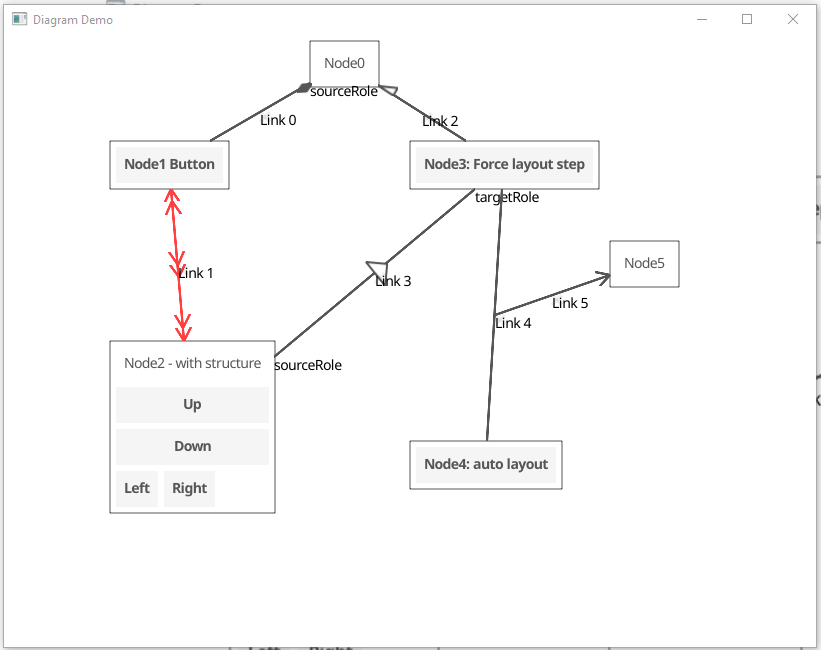 Diagram Demo
Node0
sourceRole
Link 0
Link 2
Node1 Button
Node3: Force layout step
targetRole
Link 1
Link 3
Node5
Link 5
Link 4
Node2 - with structure
sourceRole
Up
Down
Left
Right
Node4: auto layout